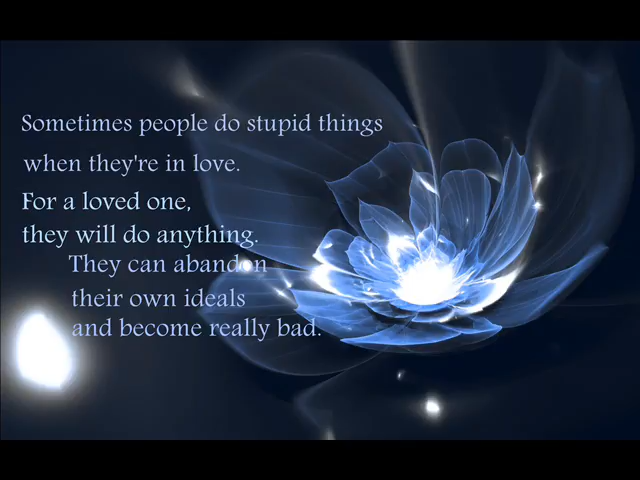 Sometimes people do stupid things
when they're in love.
For a loved one,
they will do anything.
They can abandon
their own ideals
and become really bad.